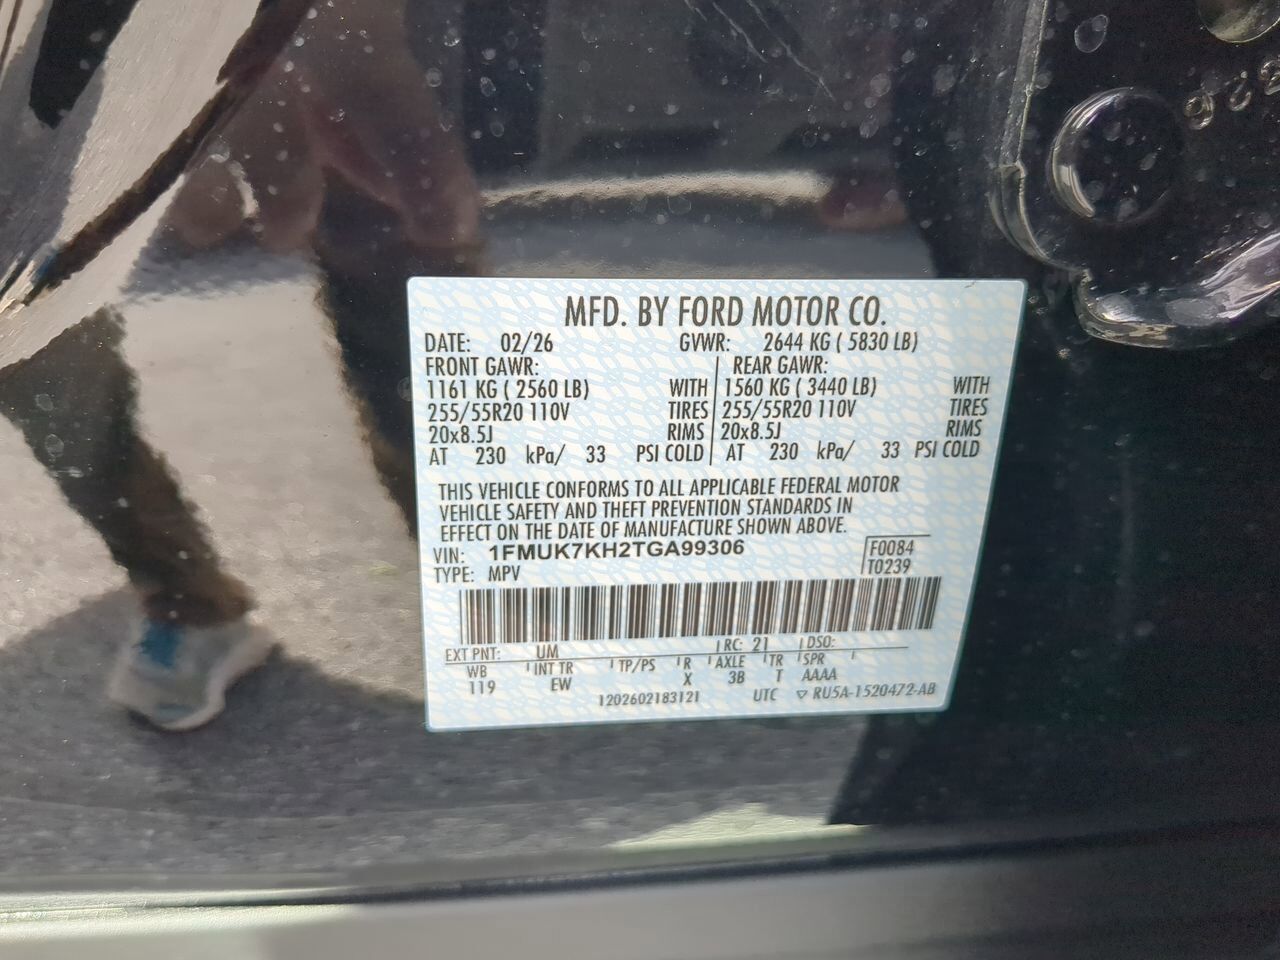 MFD. BY FORD MOTOR CO.
DATE: 02/26 GVWR: 2644 KG ( 5830 LB)
FRONT GAWR: REAR GAWR:
1161 KG ( 2560 LB) WITH 1560 KG ( 3440 LB) WITH
255/55R20 110V TIRES 255/55R20 110V TIRES
20x8.5J RIMS 20x8.5J RIMS
AT 230 kPa/ 33 PSI COLD AT 230 kPa/ 33 PSI COLD
THIS VEHICLE CONFORMS TO ALL APPLICABLE FEDERAL MOTOR
VEHICLE SAFETY AND THEFT PREVENTION STANDARDS IN
EFFECT ON THE DATE OF MANUFACTURE SHOWN ABOVE.
VIN: 1FMUK7KH2TGA99306 F0084
TYPE: MPV T0239
EXT PNT: UM RC: 21 DSO:
WB INT TR TP/PS R AXLE TR SPR
119 EW X 3B T AAAA
1202602183121 UTC ▽ RU5A-1520472-AB